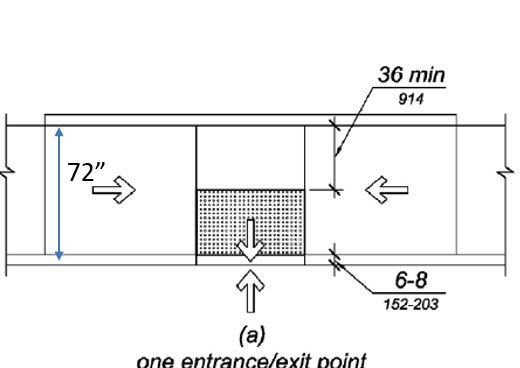 36 min
914
72”
6-8
152-203
(a)
one entrance/exit point